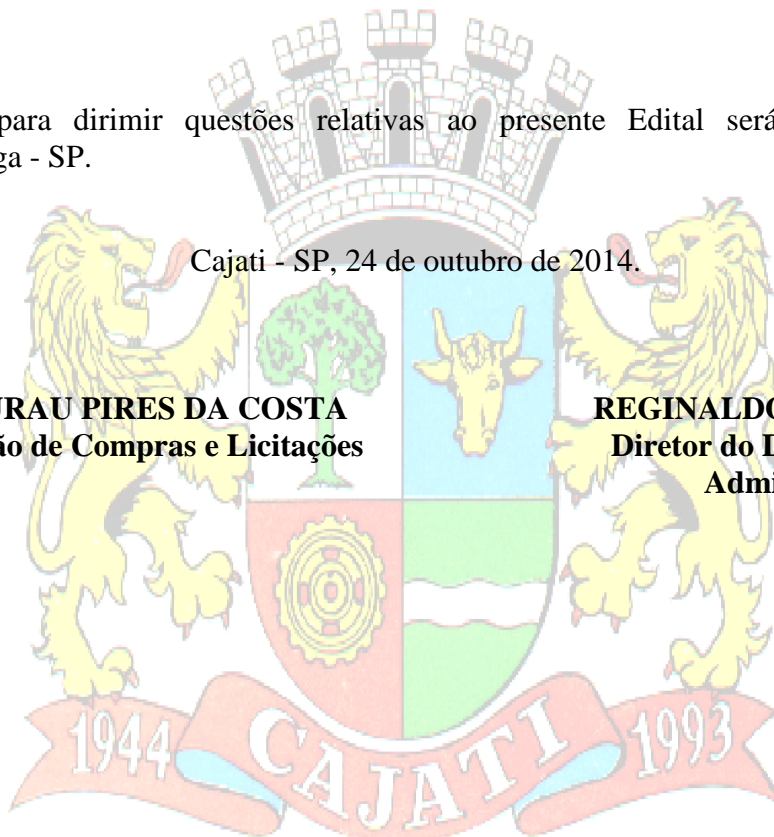 para dirimir questões relativas ao presente Edital será
ga - SP.
Cajati - SP, 24 de outubro de 2014.
URAU PIRES DA COSTA
ão de Compras e Licitações
REGINALDO
Diretor do
Admi
1944 CAJATI 1993